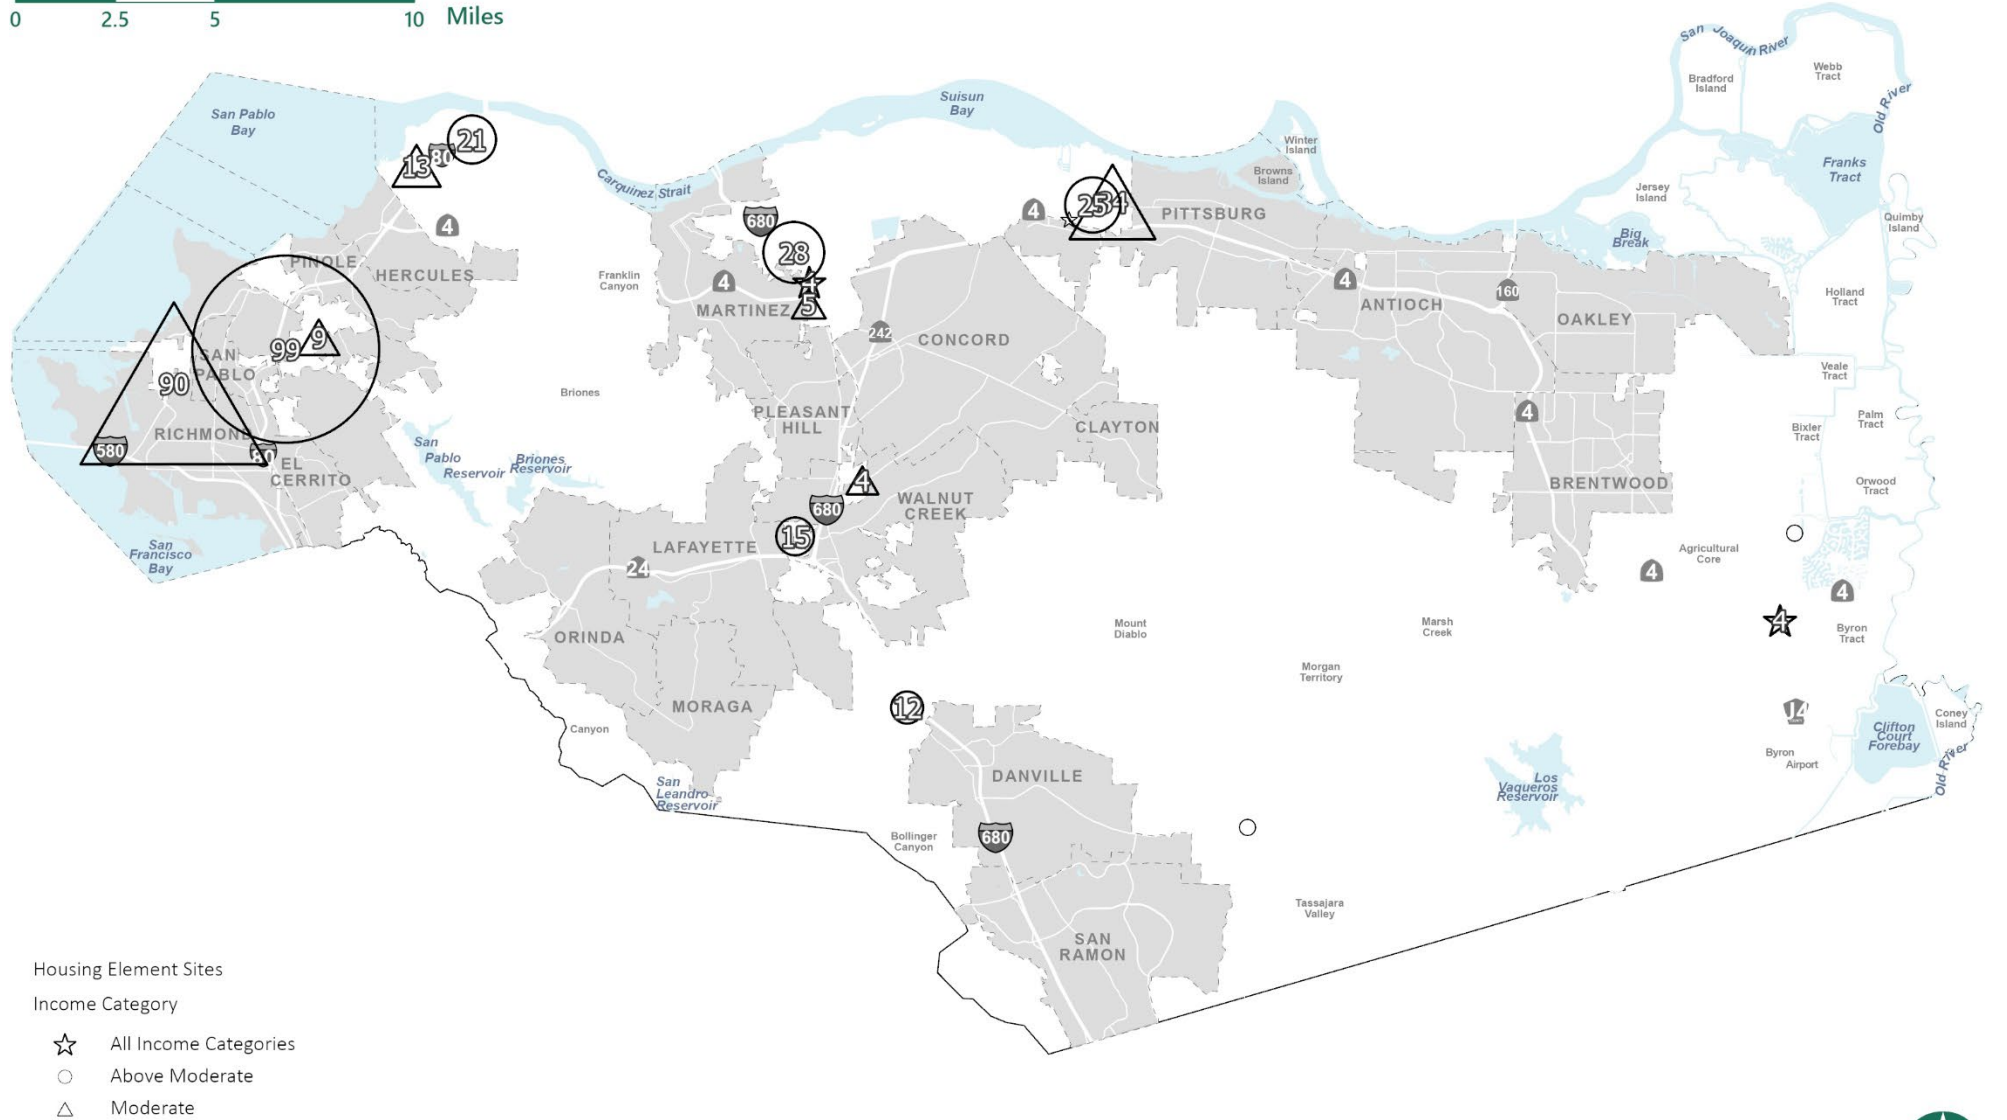 0 2.5 5 10 Miles
San Joaquin River
Webb
Tract
Bradford
Island
Old River
Suisun
Bay
San Pablo
Bay
21
80
13
Winter
Island
Browns
Island
Franks
Tract
Carquinez Strait
Jersey
Island
25
34
4
PITTSBURG
680
4
Quimby
Island
Big
Break
28
PINOLE
HERCULES
Franklin
Canyon
4
4
4
160
Holland
Tract
MARTINEZ
5
ANTIOCH
OAKLEY
242
CONCORD
99
9
SAN
PABLO
90
Veale
Tract
Briones
PLEASANT
HILL
CLAYTON
4
Palm
Tract
Bixler
Tract
RICHMOND
580
80
EL
CERRITO
San
Pablo
Reservoir
Briones
Reservoir
4
WALNUT
CREEK
680
BRENTWOOD
Orwood
Tract
15
LAFAYETTE
24
San
Francisco
Bay
Agricultural
Core
4
4
4
Byron
Tract
ORINDA
Mount
Diablo
Marsh
Creek
Morgan
Territory
12
MORAGA
Canyon
J4
Coney
Island
Clifton
Court
Forebay
Byron
Airport
Old River
DANVILLE
San
Leandro
Reservoir
Los
Vaqueros
Reservoir
680
Bollinger
Canyon
Tassajara
Valley
SAN
RAMON
Housing Element Sites
Income Category
All Income Categories
Above Moderate
Moderate